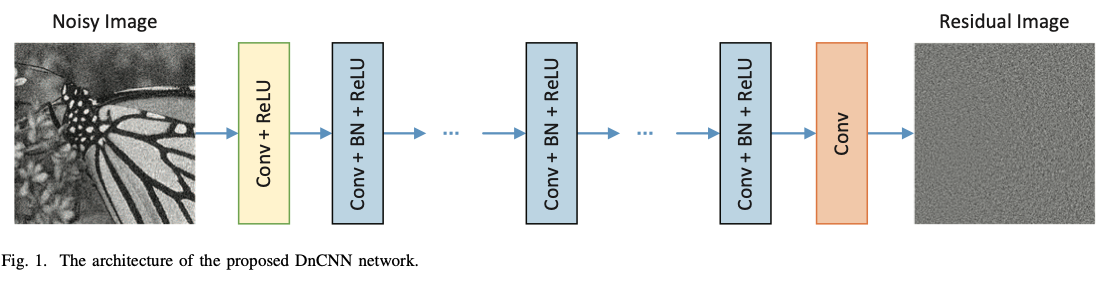 Noisy Image
Residual Image
Conv + ReLU
Conv + BN + ReLU
...
Conv + BN + ReLU
...
Conv + BN + ReLU
Conv
Fig. 1. The architecture of the proposed DnCNN network.